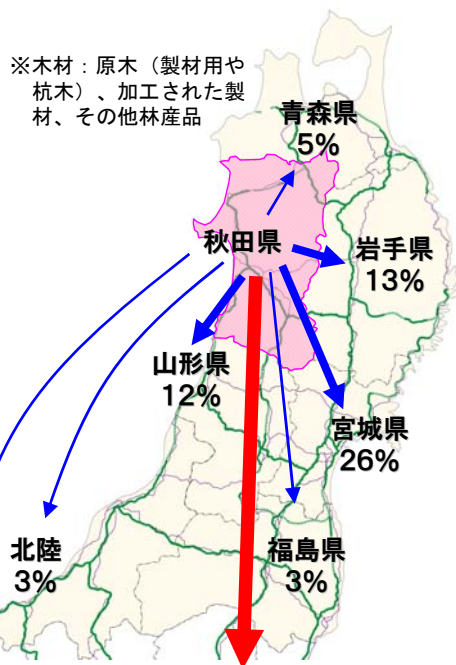 ※木材：原木（製材用や
杭木）、加工された製
材、その他林産品
青森県
5%
秋田県
岩手県
13%
山形県
12%
宮城県
26%
北陸
3%
福島県
3%